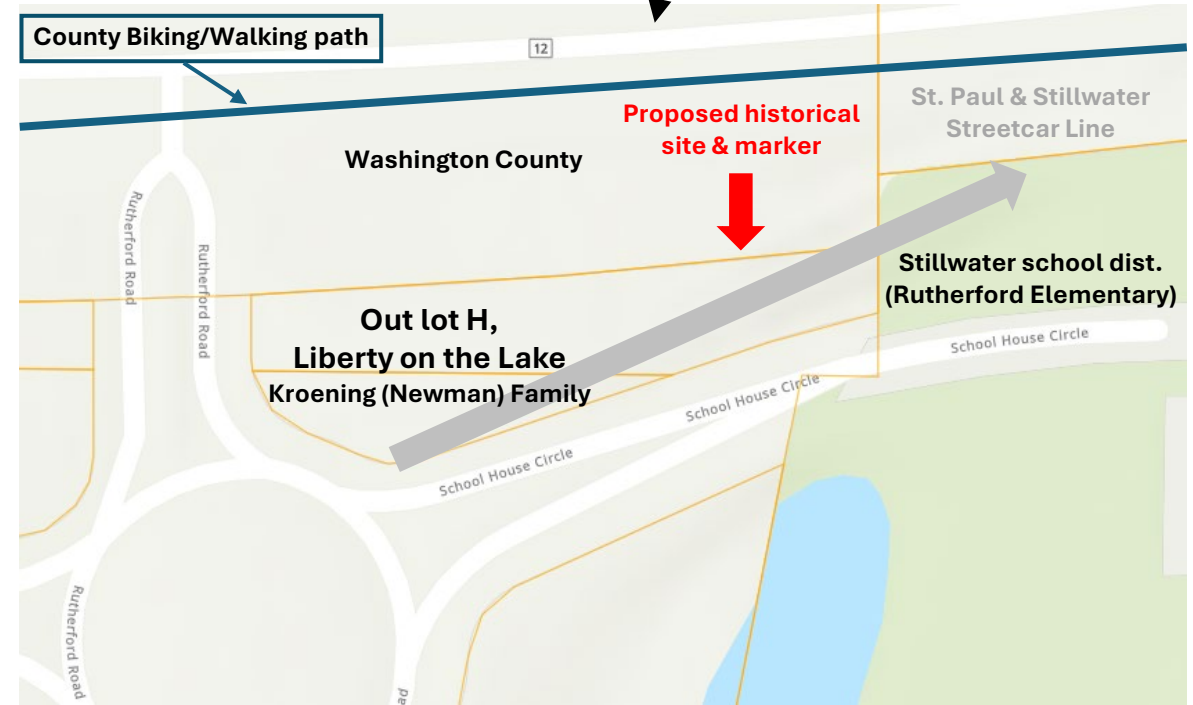 County Biking/Walking path
12
St. Paul & Stillwater
Streetcar Line
Proposed historical
site & marker
Washington County
Rutherford Road
Rutherford Road
Stillwater school dist.
(Rutherford Elementary)
Out lot H,
Liberty on the Lake
Kroening (Newman) Family
School House Circle
School House Circle
School House Circle
Rutherford Road